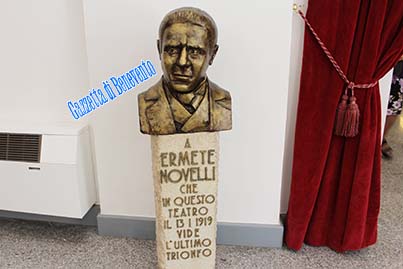 Gazzetta di Benevento
A
ERMETE
NOVELLI
CHE
IN QUESTO
TEATRO
IL 13 1 1919
VIDE
L'ULTIMO
TRIONFO